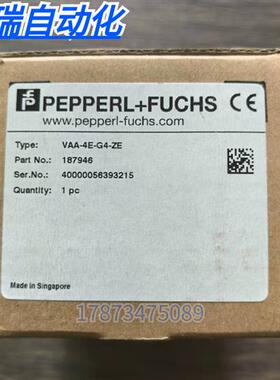 瑞自动化
PEPPERL+FUCHS CE
www.pepperl-fuchs.com
Type: VAA-4E-G4-ZE
Part No.: 187946
Ser.No.: 40000056393215
Quantity: 1 pc
Made in Singapore
17873475089